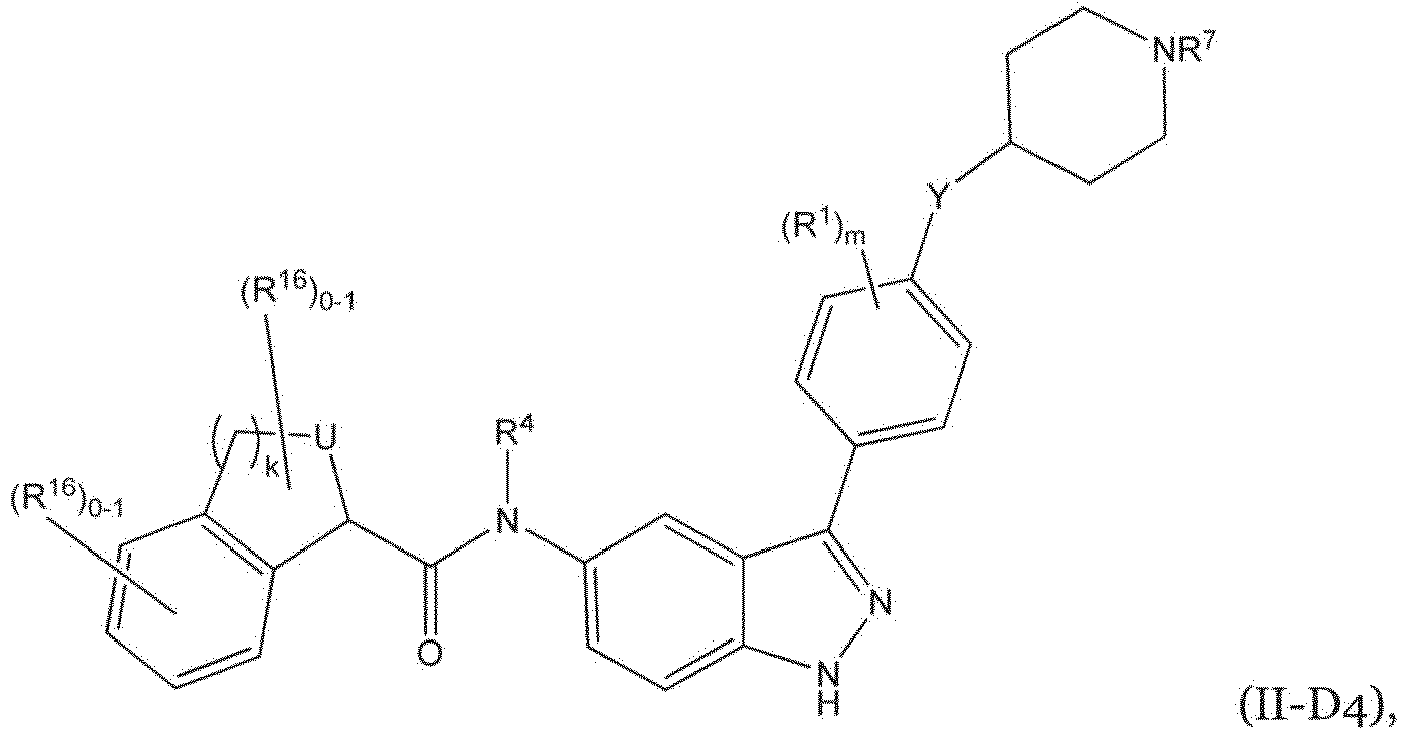 NR⁷
Y
(R¹)m
(R¹⁶)0-1
R⁴
( )k
U
(R¹⁶)0-1
N
N
O
N
H
(II-D4),